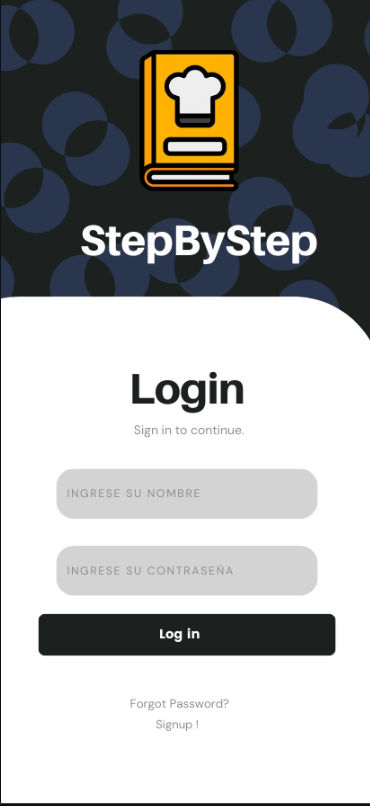 StepByStep
Login
Sign in to continue.
INGRESE SU NOMBRE
INGRESE SU CONTRASEÑA
Log in
Forgot Password?
Signup !